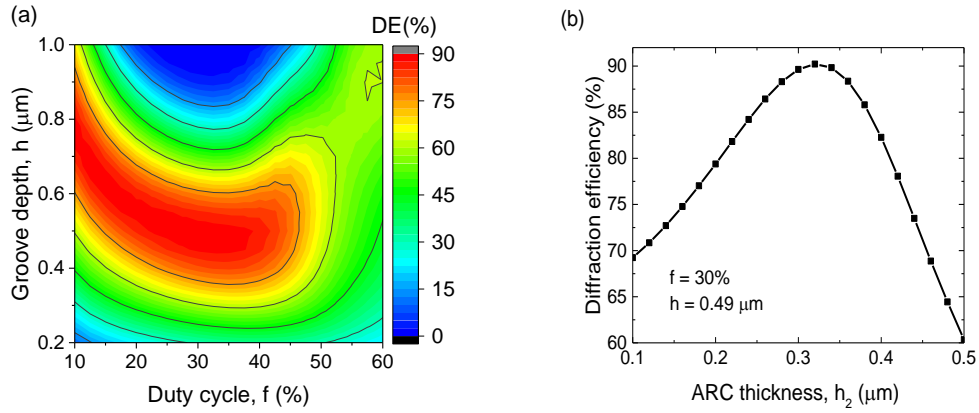 (a)
DE(%)
Groove depth, h (μm)
1.0
0.8
0.6
0.4
0.2
10 20 30 40 50 60
Duty cycle, f (%)
90
75
60
45
30
15
0
(b)
Diffraction efficiency (%)
90
85
80
75
70
65
60
f = 30%
h = 0.49 μm
0.1 0.2 0.3 0.4 0.5
ARC thickness, h₂ (μm)